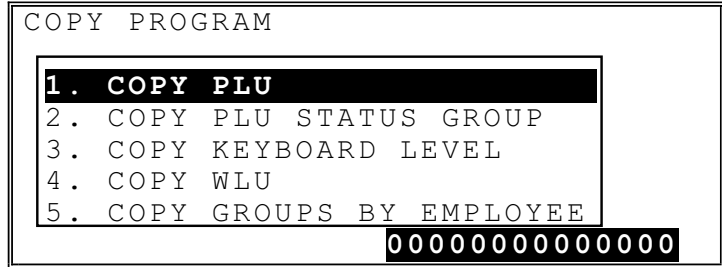 COPY PROGRAM
1. COPY PLU
2. COPY PLU STATUS GROUP
3. COPY KEYBOARD LEVEL
4. COPY WLU
5. COPY GROUPS BY EMPLOYEE
00000000000000